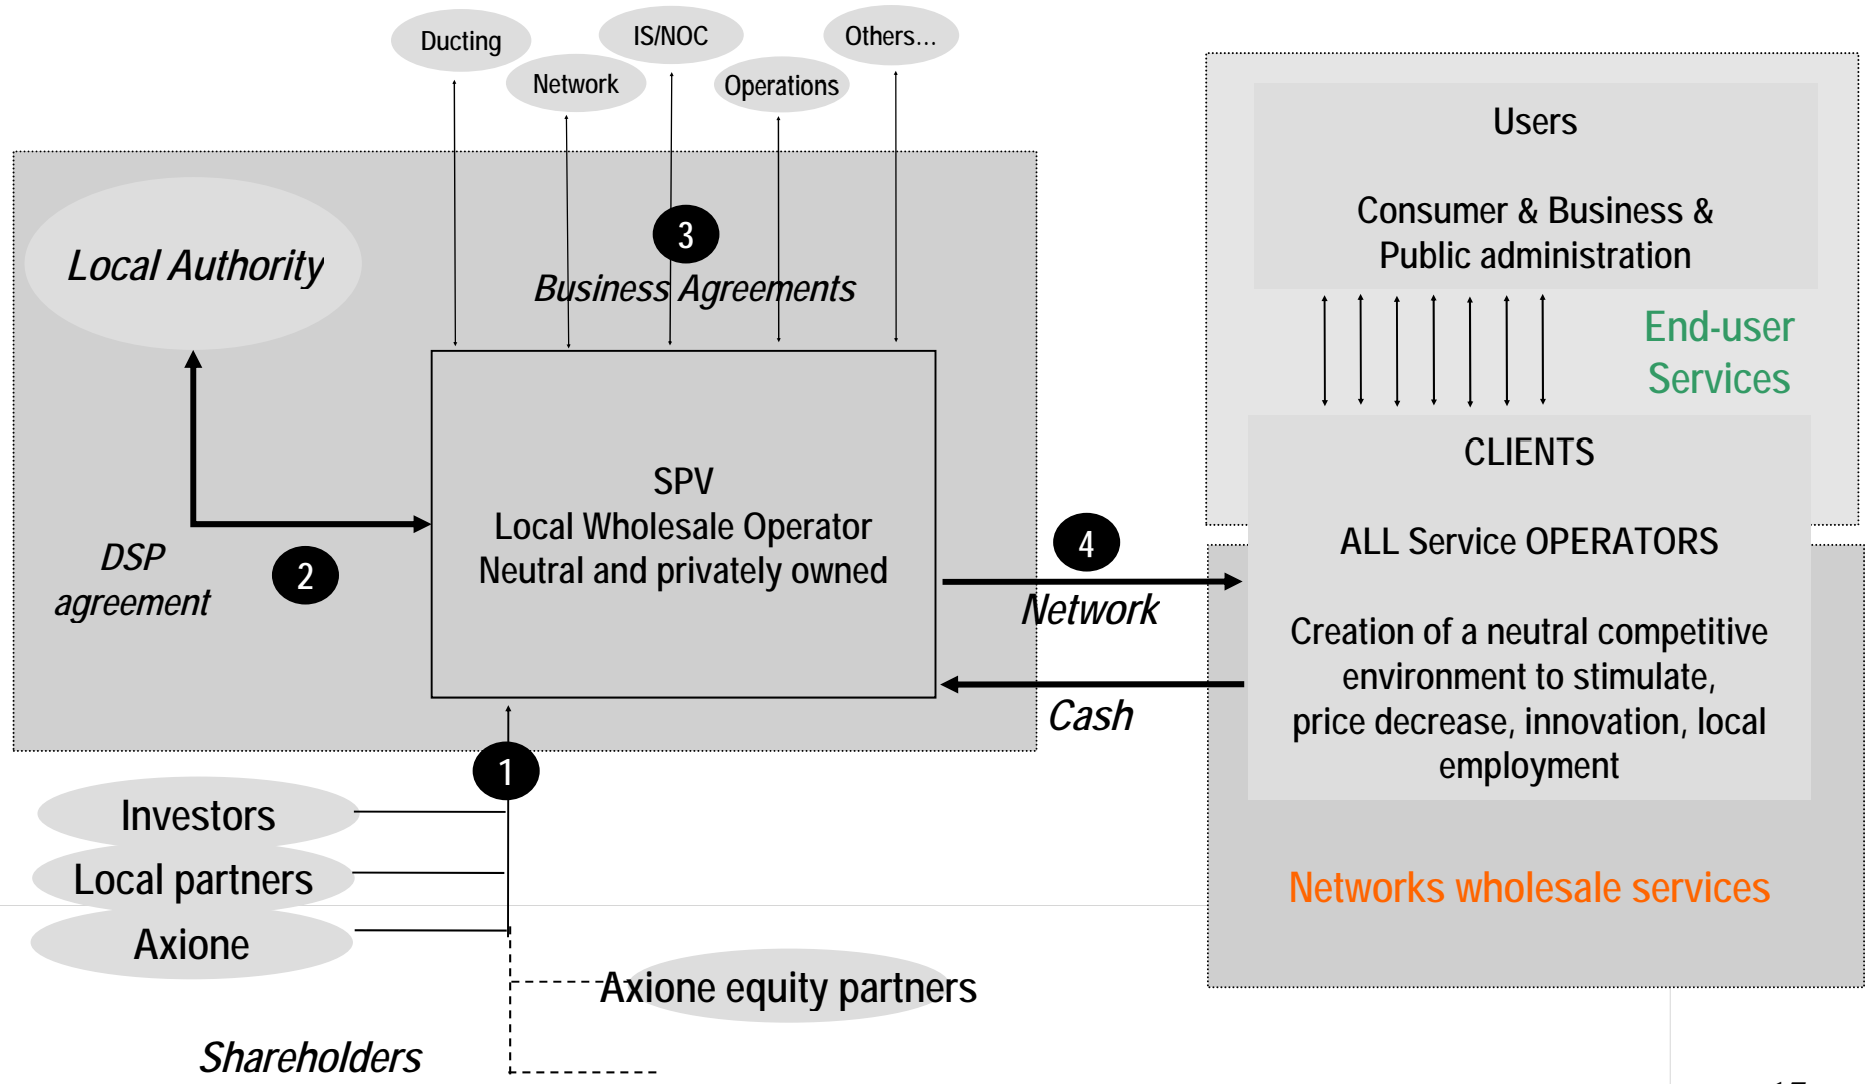 Ducting
IS/NOC
Others...
Network
Operations
Users
Consumer & Business &
Public administration
Local Authority
3
Business Agreements
End-user
Services
CLIENTS
SPV
Local Wholesale Operator
Neutral and privately owned
ALL Service OPERATORS
DSP
agreement
2
4
Network
Creation of a neutral competitive
environment to stimulate,
price decrease, innovation, local
employment
Cash
1
Investors
Local partners
Axione
Networks wholesale services
Axione equity partners
Shareholders